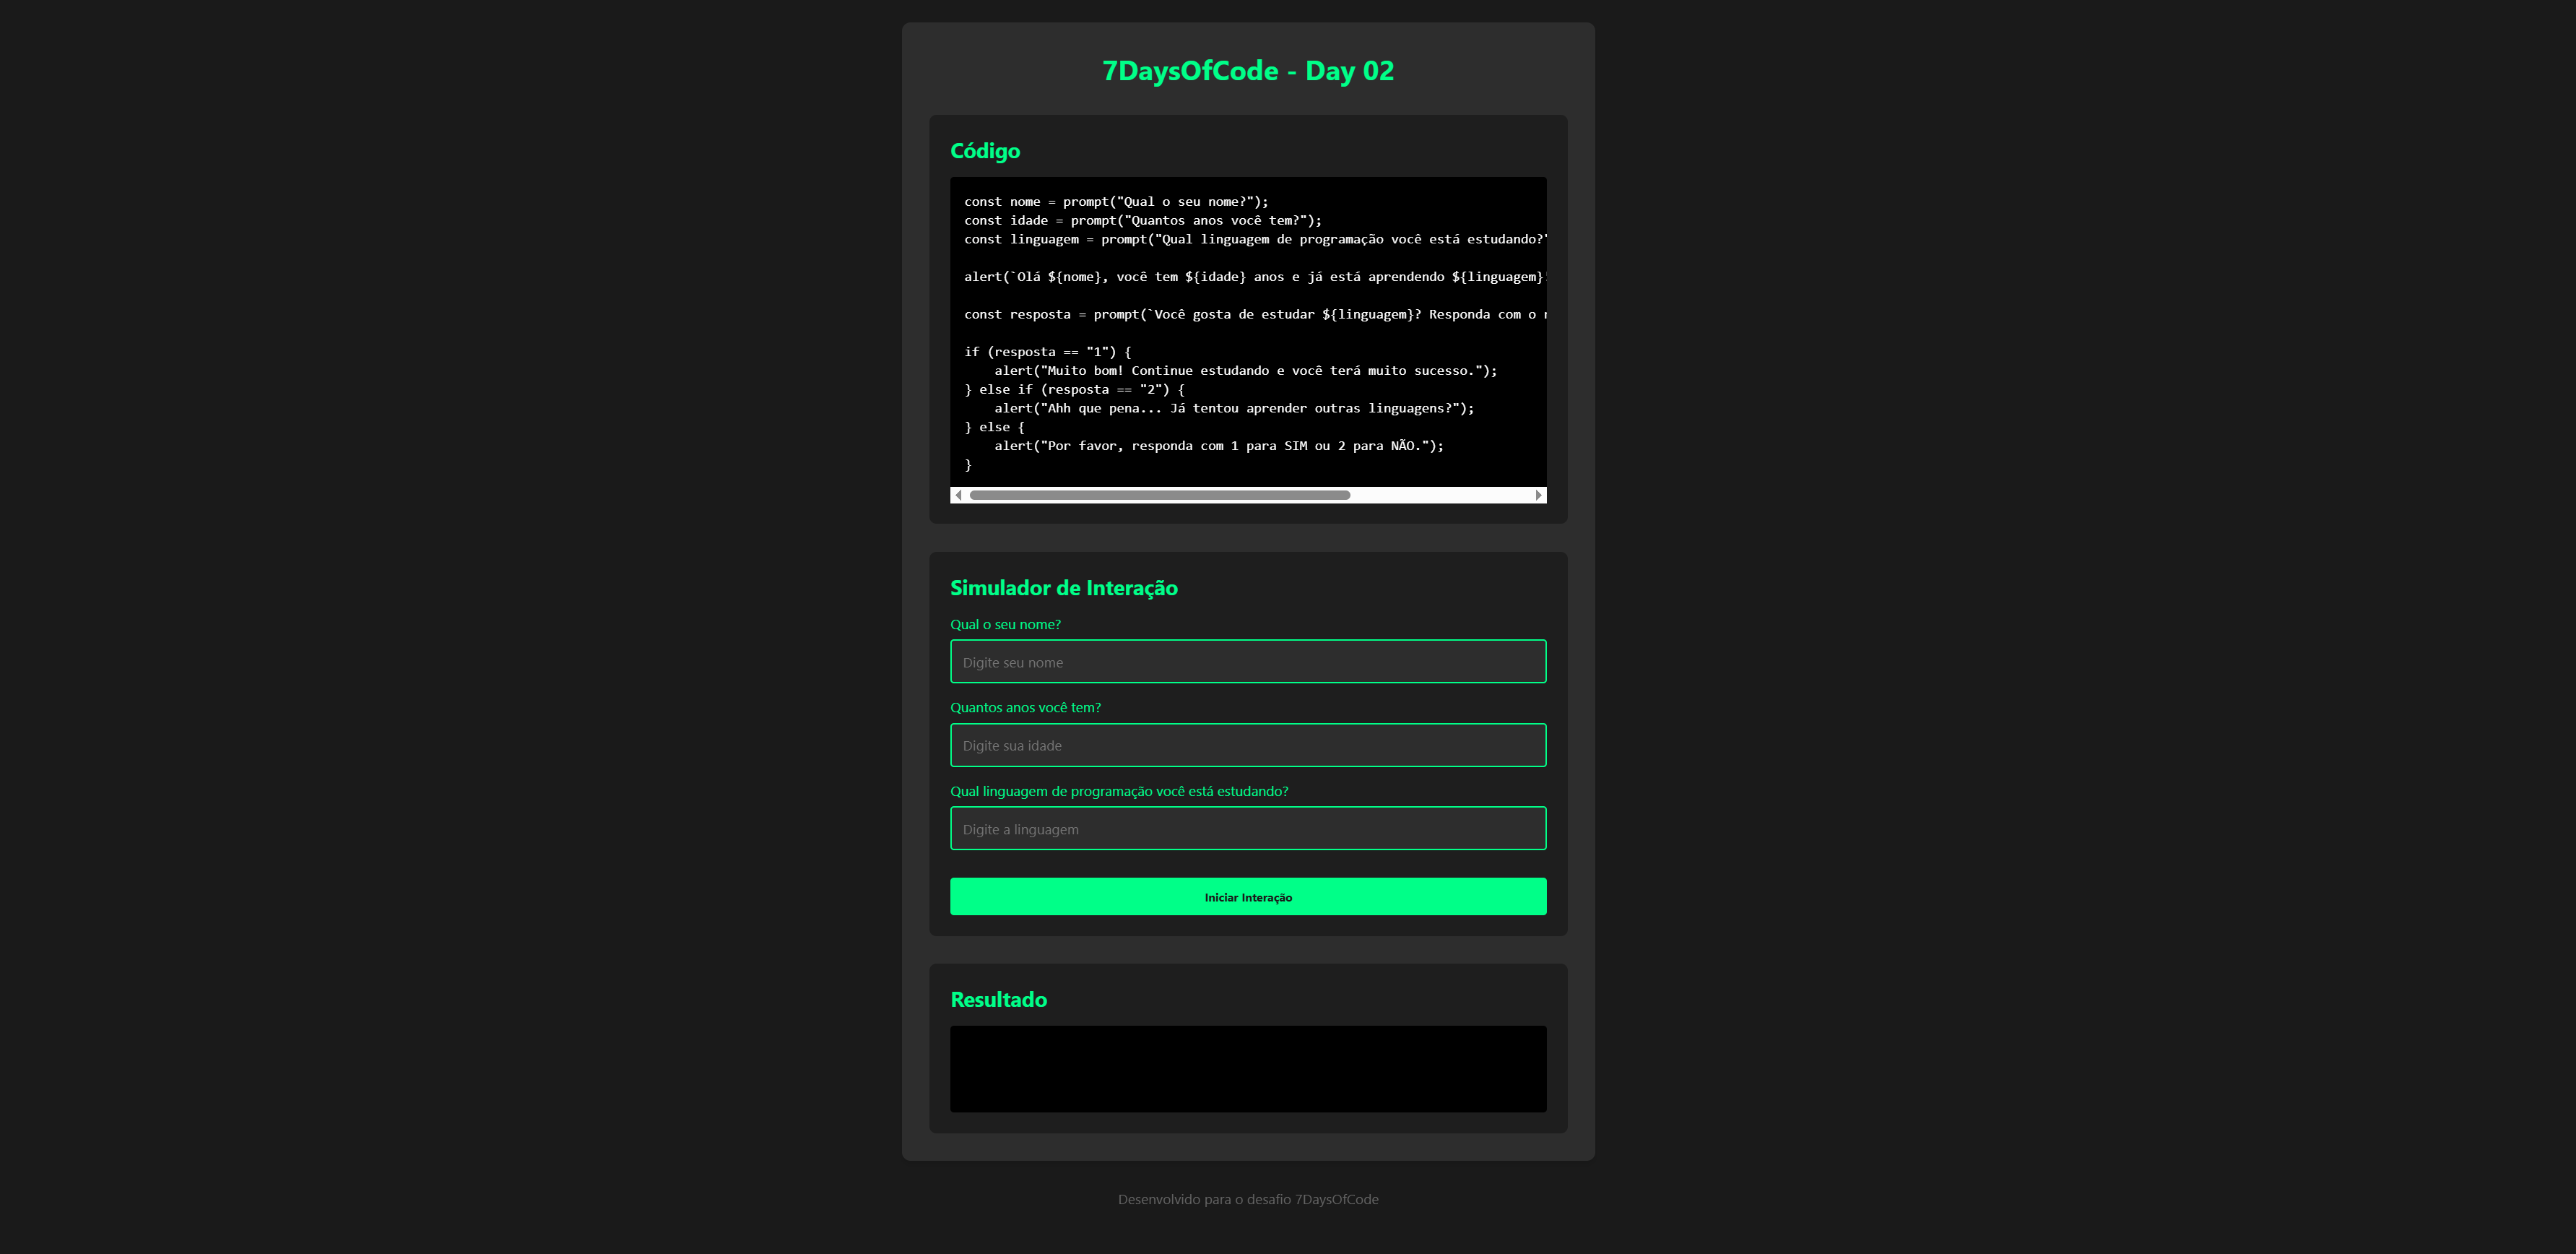 7DaysOfCode - Day 02
Código
const nome = prompt("Qual o seu nome?");
const idade = prompt("Quantos anos você tem?");
const linguagem = prompt("Qual linguagem de programação você está estudando?"
alert(`Olá ${nome}, você tem ${idade} anos e já está aprendendo ${linguagem}!
const resposta = prompt(`Você gosta de estudar ${linguagem}? Responda com o
if (resposta == "1") {
    alert("Muito bom! Continue estudando e você terá muito sucesso.");
} else if (resposta == "2") {
    alert("Ahh que pena... Já tentou aprender outras linguagens?");
} else {
    alert("Por favor, responda com 1 para SIM ou 2 para NÃO.");
}
Simulador de Interação
Qual o seu nome?
Digite seu nome
Quantos anos você tem?
Digite sua idade
Qual linguagem de programação você está estudando?
Digite a linguagem
Iniciar Interação
Resultado
Desenvolvido para o desafio 7DaysOfCode